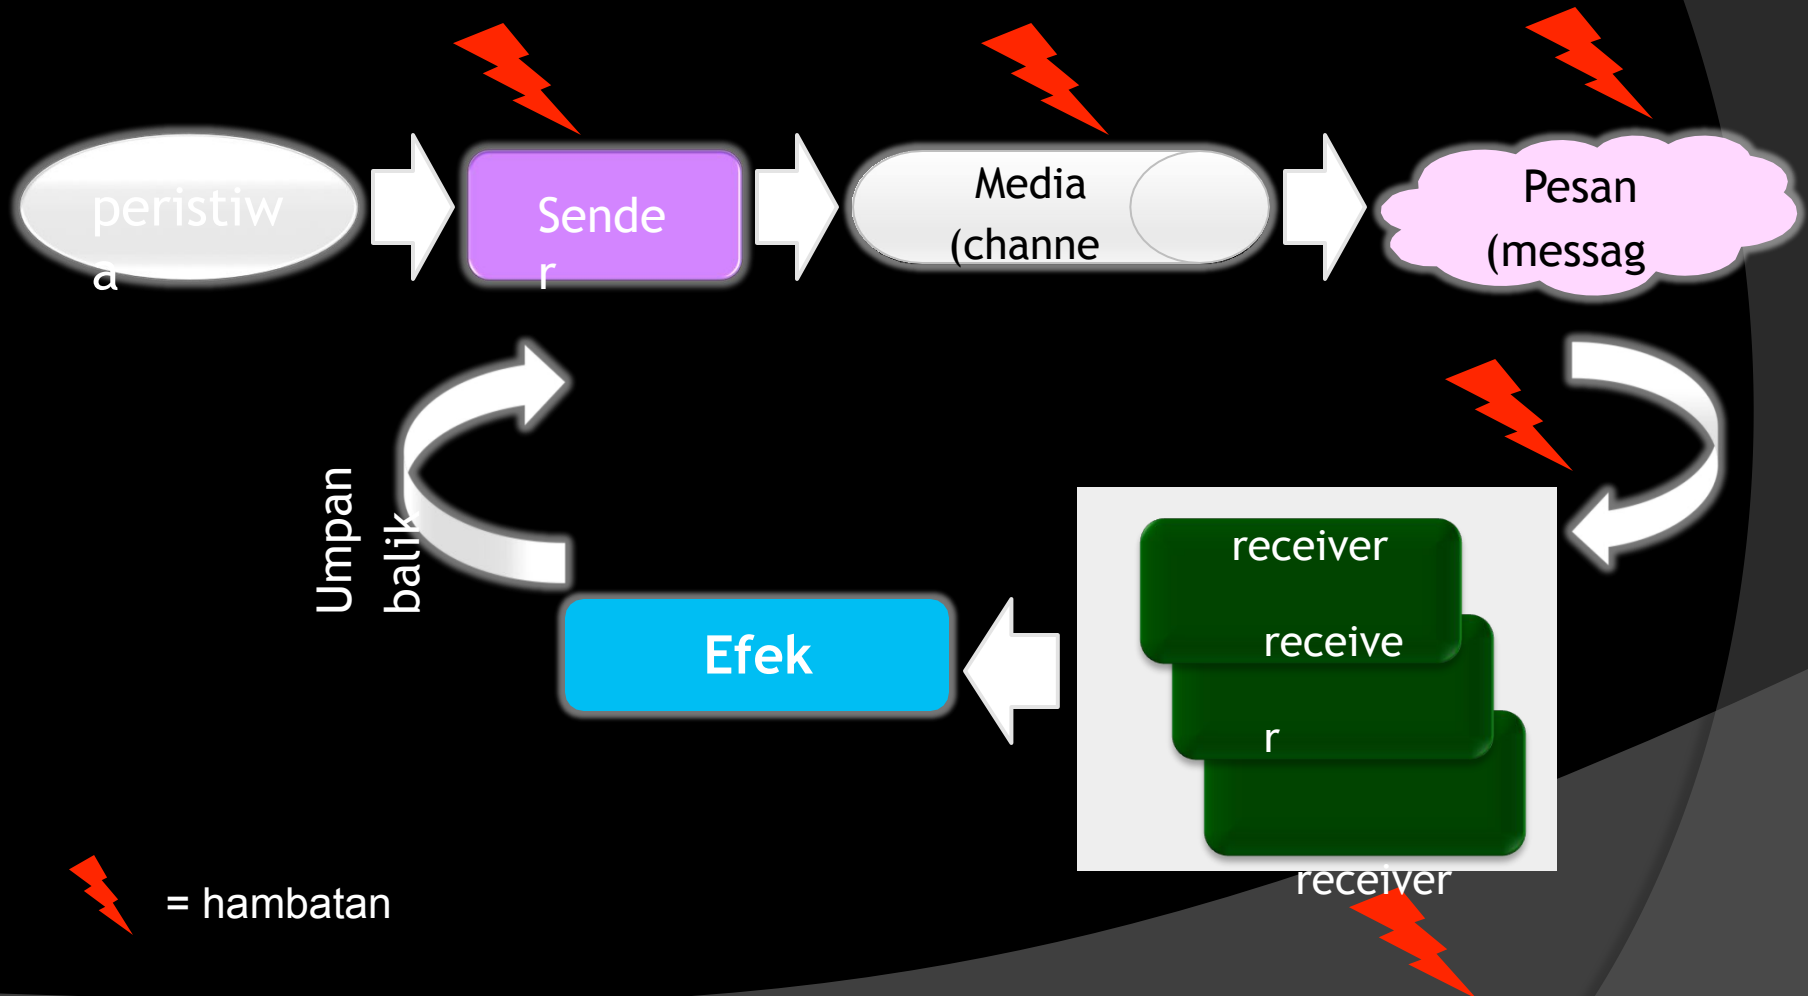 peristiw
a
Sende
r
Media
(channe
Pesan
(messag
Umpan
balik
Efek
receiver
receive
r
receiver
= hambatan